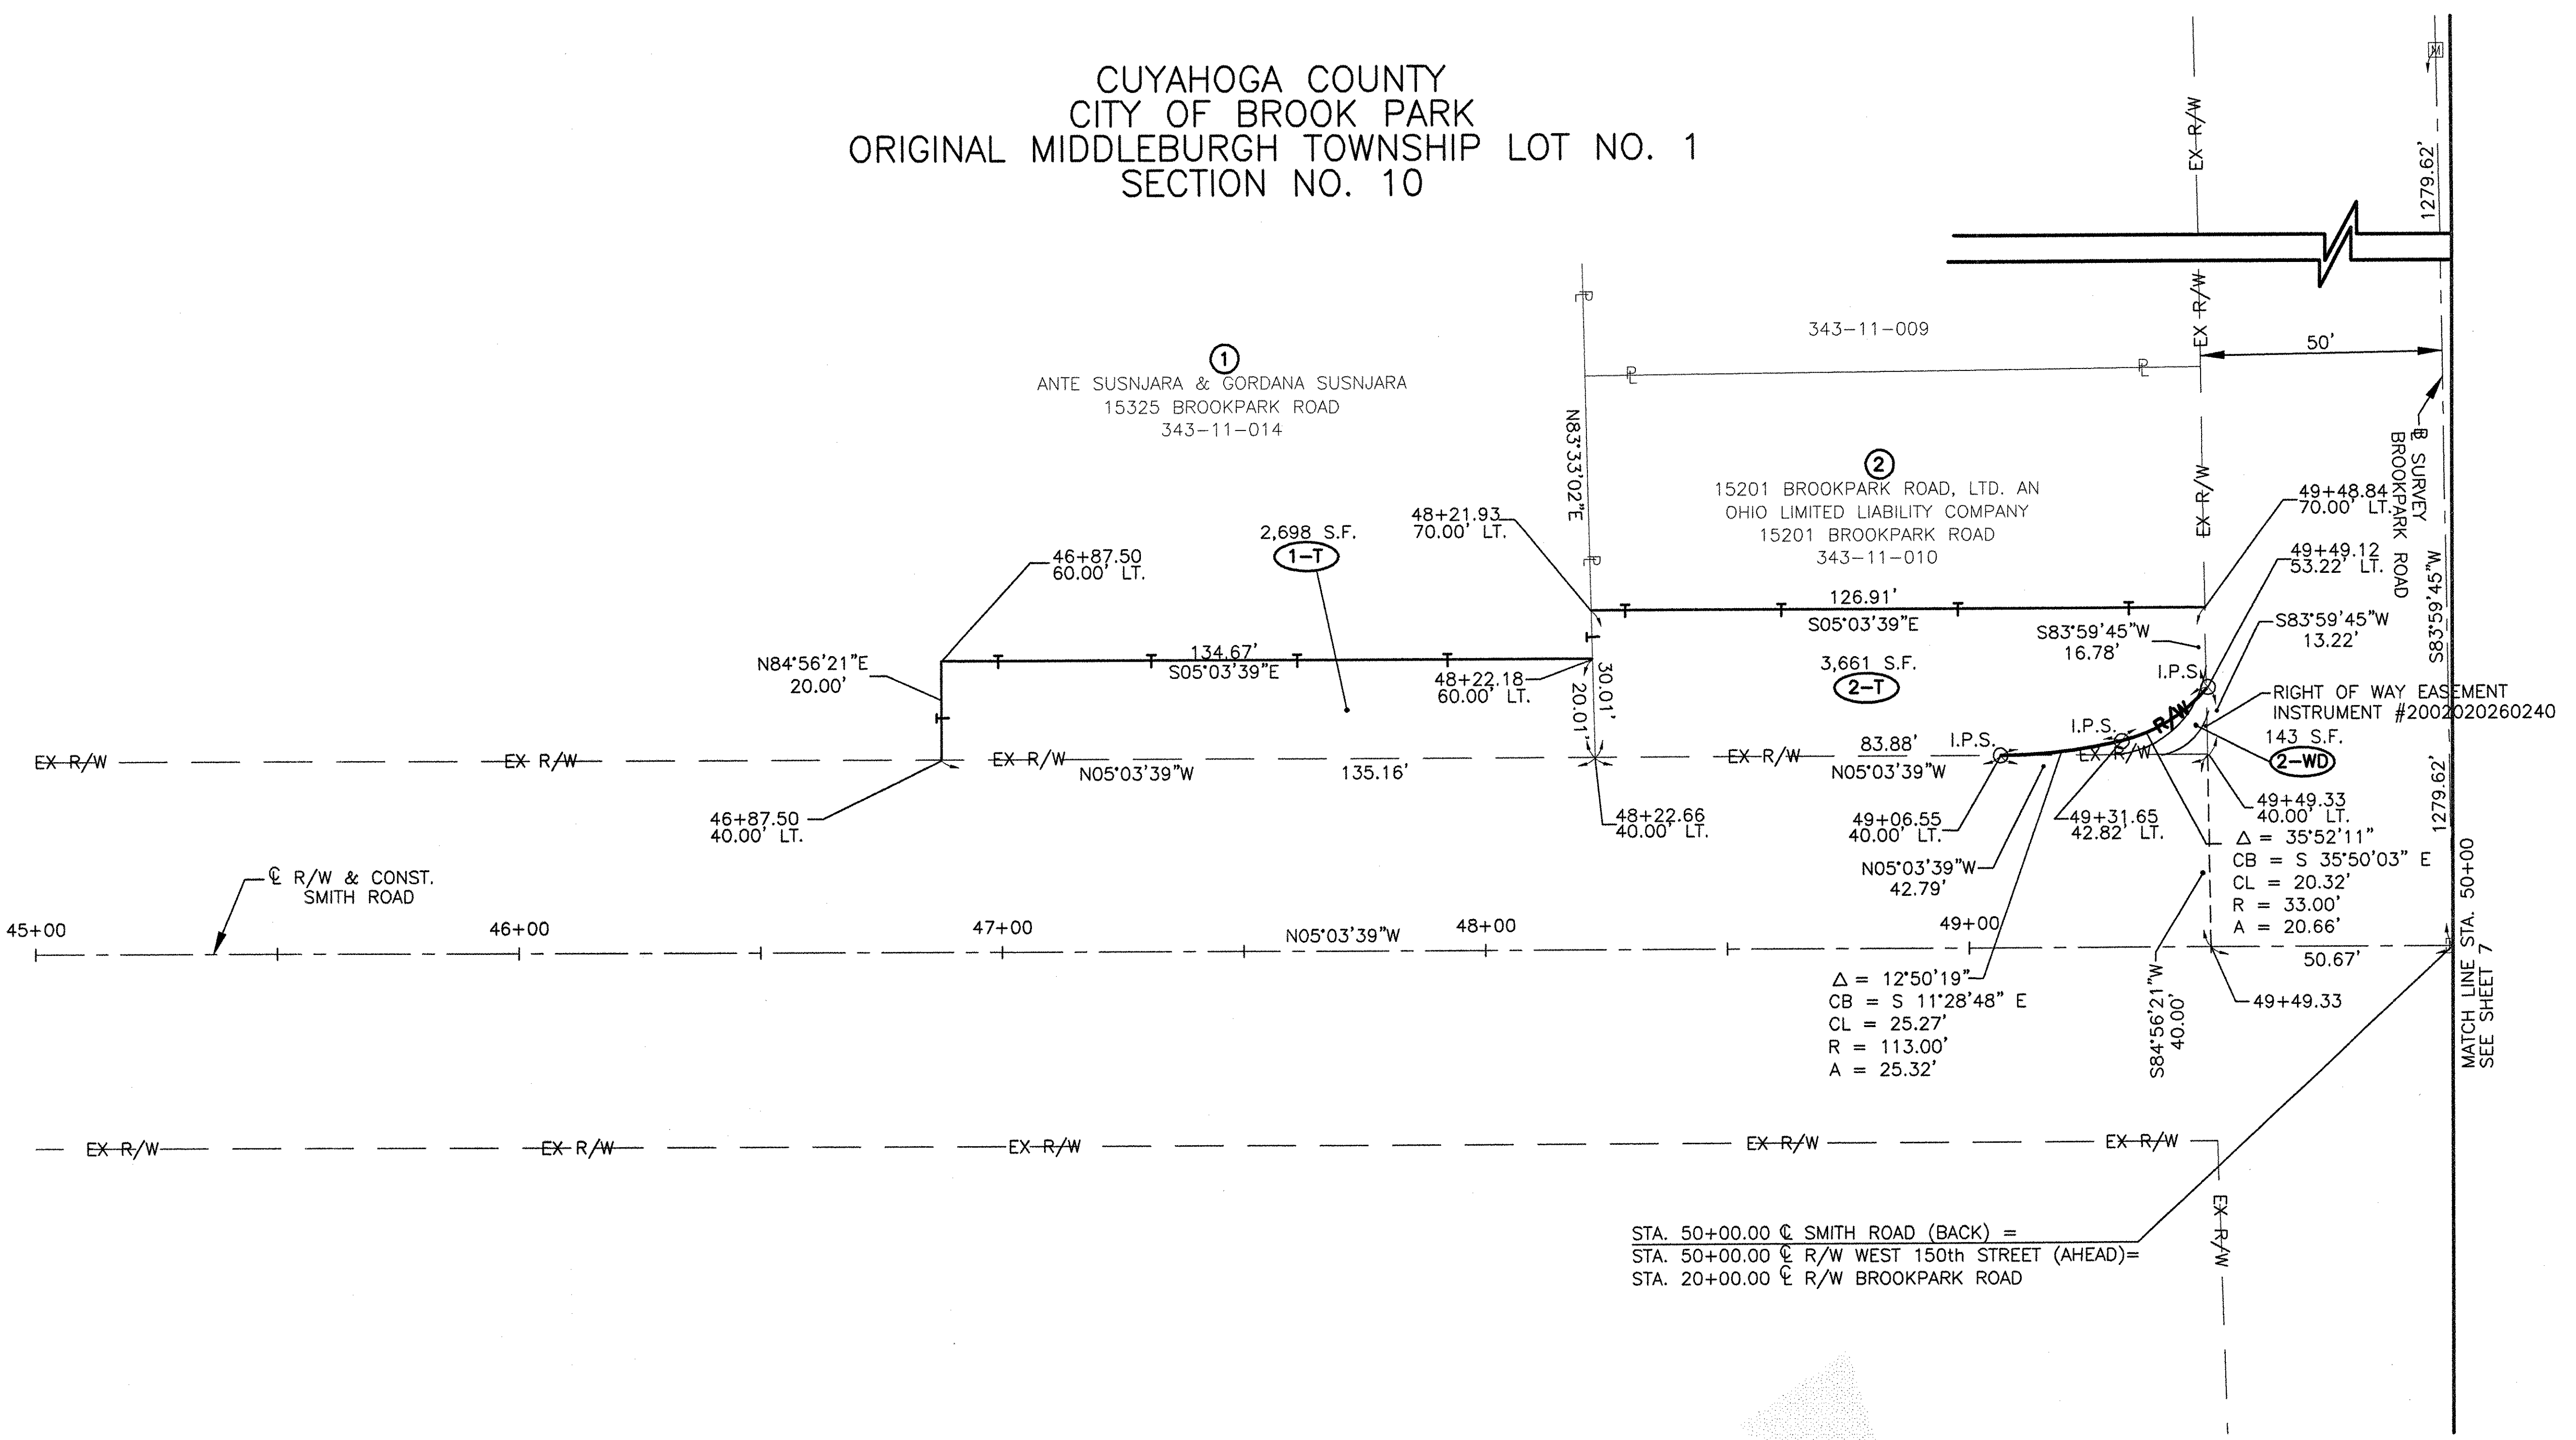 CUYAHOGA COUNTY
CITY OF BROOK PARK
ORIGINAL MIDDLEBURGH TOWNSHIP LOT NO. 1
SECTION NO. 10
EX R/W
M
1279.62'
EX R/W
50'
343-11-009
PL
PL
PL
1
ANTE SUSNJARA & GORDANA SUSNJARA
15325 BROOKPARK ROAD
343-11-014
N83°33'02"E
PL
2
15201 BROOKPARK ROAD, LTD. AN
OHIO LIMITED LIABILITY COMPANY
15201 BROOKPARK ROAD
343-11-010
EX R/W
BL SURVEY
BROOKPARK ROAD
S83°59'45"W
49+48.84
70.00' LT.
49+49.12
53.22' LT.
48+21.93
70.00' LT.
2,698 S.F.
1-T
46+87.50
60.00' LT.
126.91'
S05°03'39"E
S83°59'45"W
16.78'
S83°59'45"W
13.22'
N84°56'21"E
20.00'
134.67'
S05°03'39"E
48+22.18
60.00' LT.
30.01'
20.01'
3,661 S.F.
2-T
I.P.S.
I.P.S.
I.P.S.
R/W
RIGHT OF WAY EASEMENT
INSTRUMENT #2002020260240
143 S.F.
2-WD
EX R/W
EX R/W
EX R/W
N05°03'39"W
135.16'
EX R/W
83.88'
N05°03'39"W
EX R/W
1279.62'
46+87.50
40.00' LT.
48+22.66
40.00' LT.
49+06.55
40.00' LT.
49+31.65
42.82' LT.
49+49.33
40.00' LT.
N05°03'39"W
42.79'
Δ = 35°52'11"
CB = S 35°50'03" E
CL = 20.32'
R = 33.00'
A = 20.66'
℄ R/W & CONST.
SMITH ROAD
45+00
46+00
47+00
N05°03'39"W
48+00
49+00
50.67'
MATCH LINE STA. 50+00
SEE SHEET 7
Δ = 12°50'19"
CB = S 11°28'48" E
CL = 25.27'
R = 113.00'
A = 25.32'
S84°56'21"W
40.00'
49+49.33
EX R/W
EX R/W
EX R/W
EX R/W
EX R/W
EX R/W
STA. 50+00.00 ℄ SMITH ROAD (BACK) =
STA. 50+00.00 ℄ R/W WEST 150th STREET (AHEAD)=
STA. 20+00.00 ℄ R/W BROOKPARK ROAD